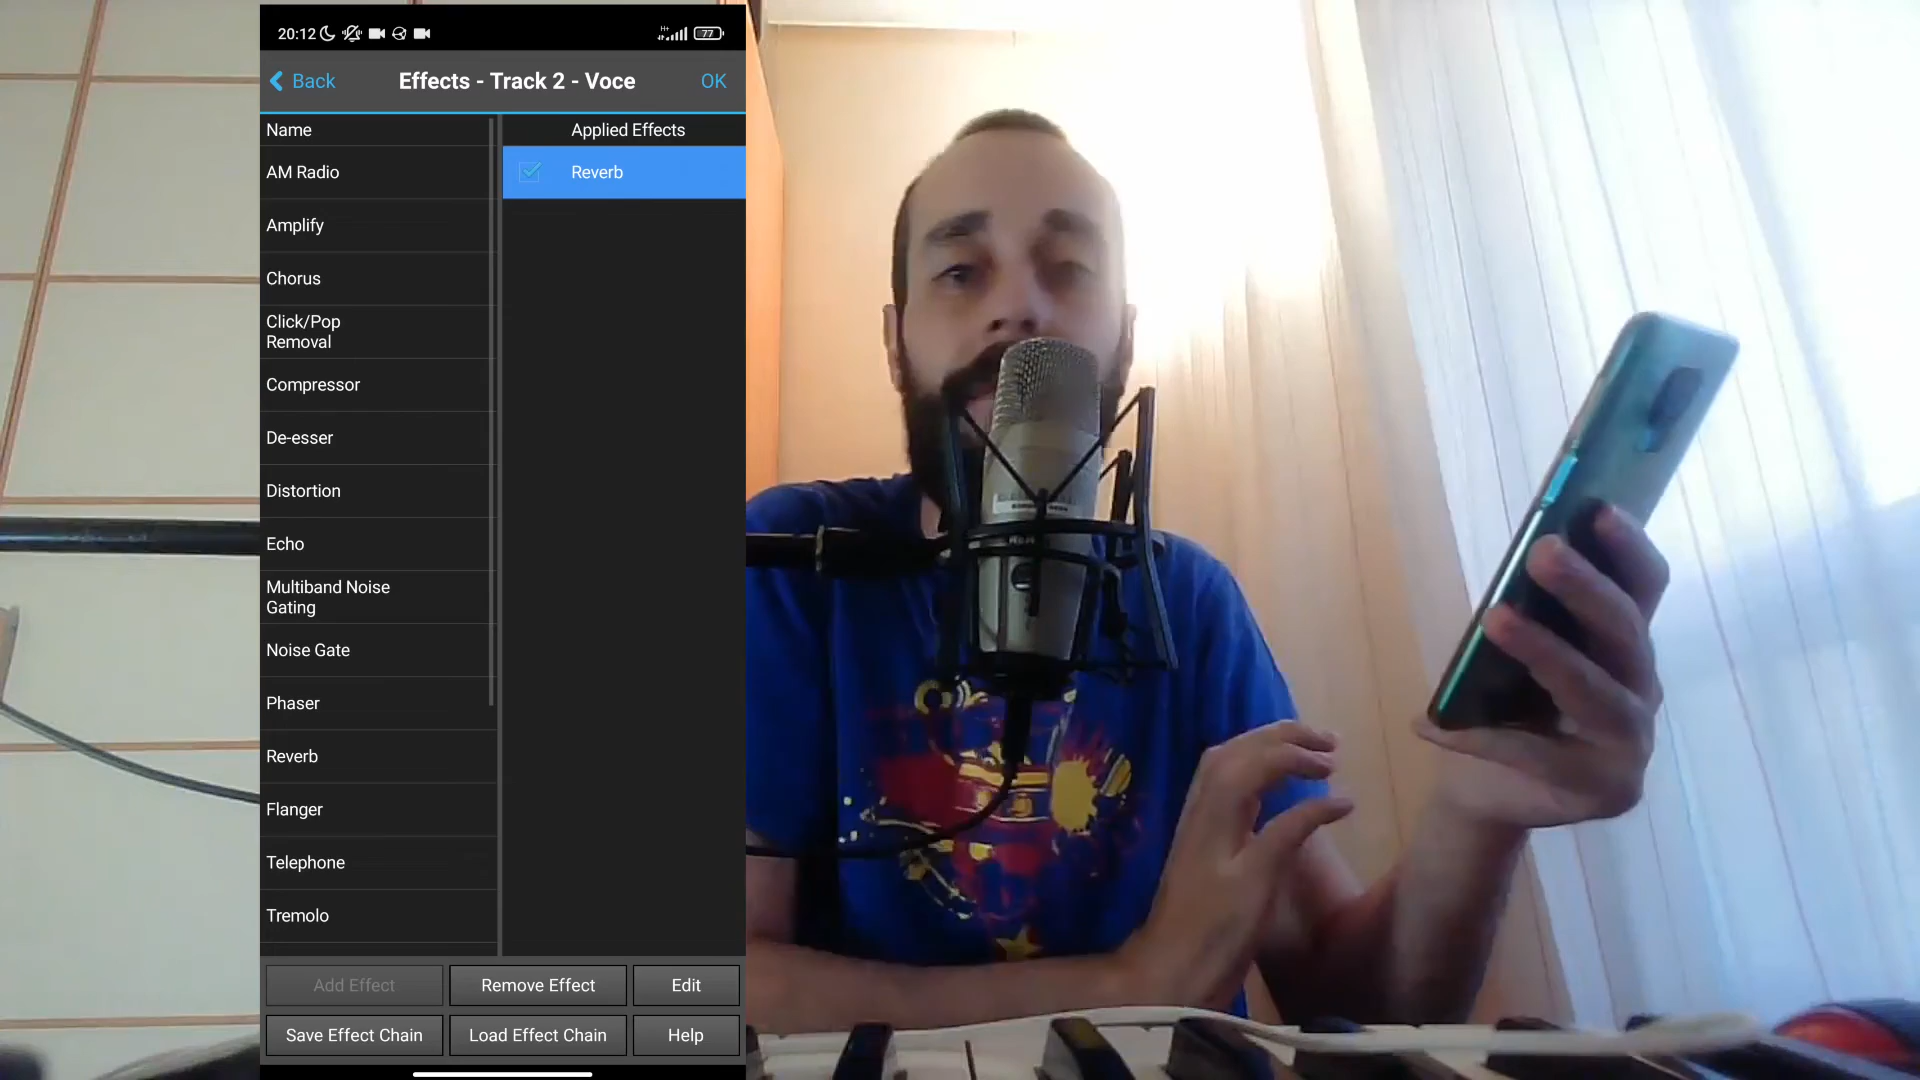 20:12
H+
77
Back
Effects - Track 2 - Voce
OK
Name
Applied Effects
AM Radio
Reverb
Amplify
Chorus
Click/Pop
Removal
Compressor
De-esser
Distortion
Echo
Multiband Noise
Gating
Noise Gate
Phaser
Reverb
Flanger
Telephone
Tremolo
Add Effect
Remove Effect
Edit
Save Effect Chain
Load Effect Chain
Help